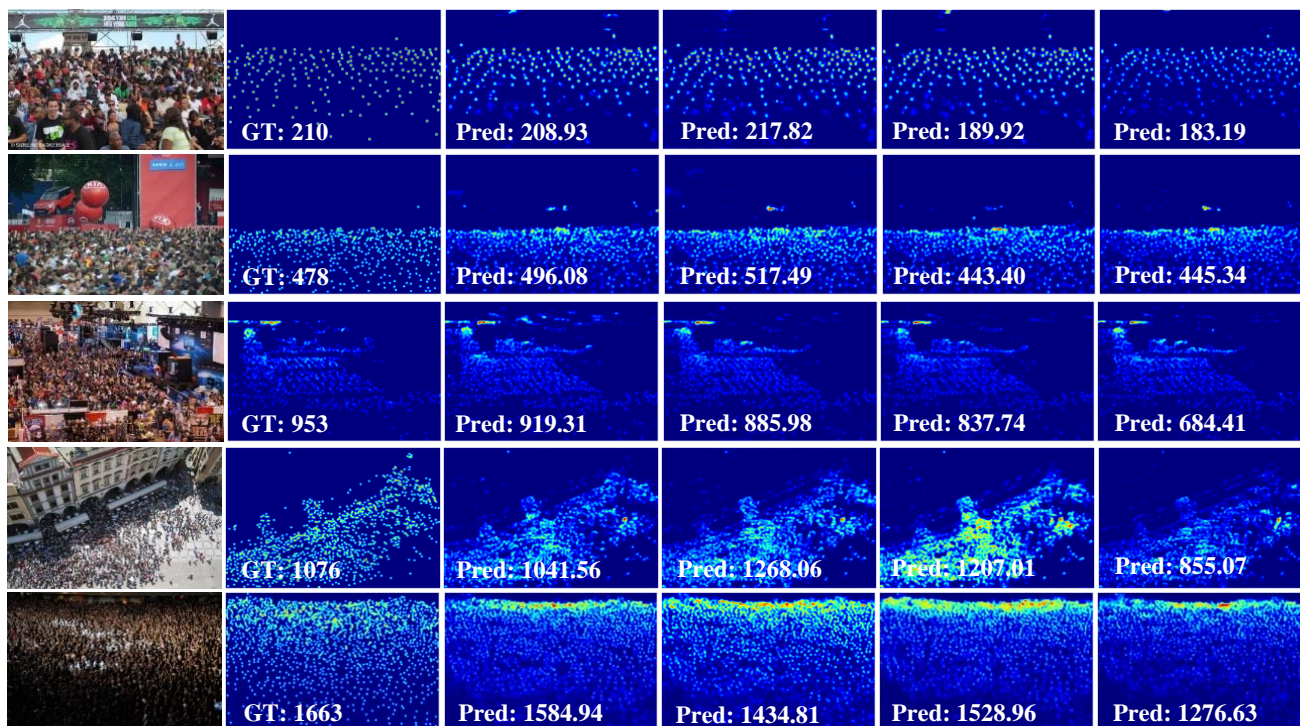 GT: 210
Pred: 208.93
Pred: 217.82
Pred: 189.92
Pred: 183.19
GT: 478
Pred: 496.08
Pred: 517.49
Pred: 443.40
Pred: 445.34
GT: 953
Pred: 919.31
Pred: 885.98
Pred: 837.74
Pred: 684.41
GT: 1076
Pred: 1041.56
Pred: 1268.06
Pred: 1207.01
Pred: 855.07
GT: 1663
Pred: 1584.94
Pred: 1434.81
Pred: 1528.96
Pred: 1276.63